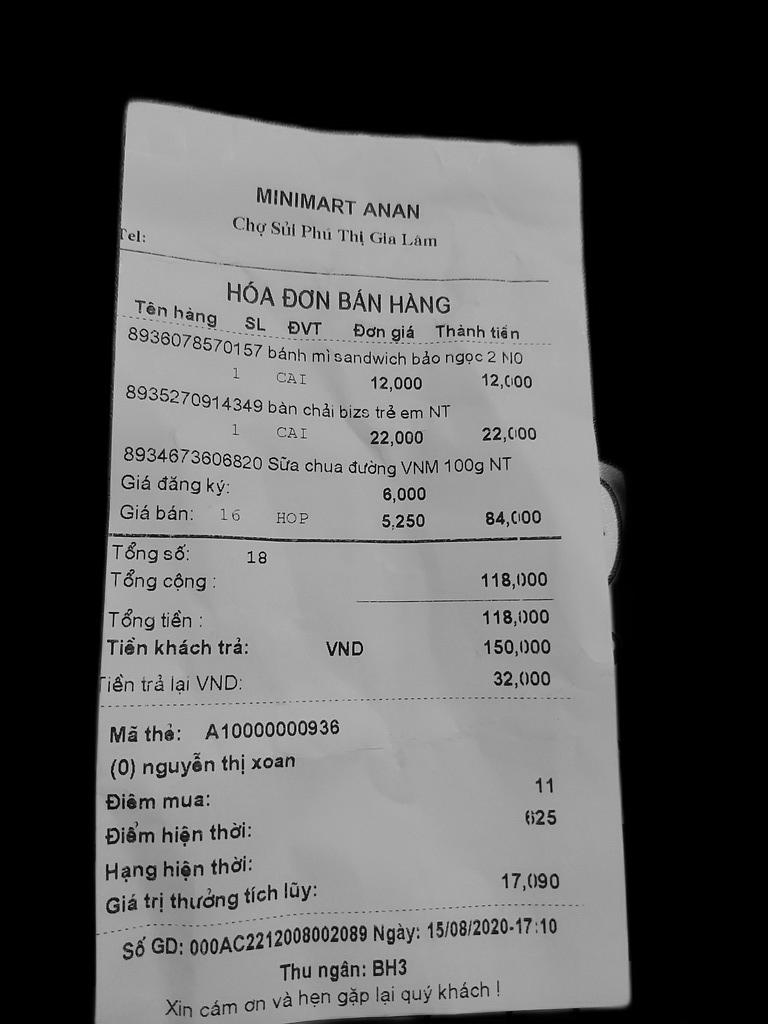 MINIMART ANAN
Chợ Sủi Phú Thị Gia Lâm
Tel:
HÓA ĐƠN BÁN HÀNG
Tên hàng SL ĐVT Đơn giá Thành tiền
8936078570157 bánh mì sandwich bảo ngọc 2 NO
1 CAI 12,000 12,000
8935270914349 bàn chải bizs trẻ em NT
1 CAI 22,000 22,000
8934673606820 Sữa chua đường VNM 100g NT
Giá đăng ký: 6,000
Giá bán: 16 HOP 5,250 84,000
Tổng số: 18
Tổng cộng : 118,000
Tổng tiền : 118,000
Tiền khách trả: VND 150,000
Tiền trả lại VND: 32,000
Mã thẻ: A10000000936
(0) nguyễn thị xoan
Điểm mua: 11
Điểm hiện thời: 625
Hạng hiện thời:
Giá trị thưởng tích lũy: 17,090
Số GD: 000AC2212008002089 Ngày: 15/08/2020-17:10
Thu ngân: BH3
Xin cám ơn và hẹn gặp lại quý khách !